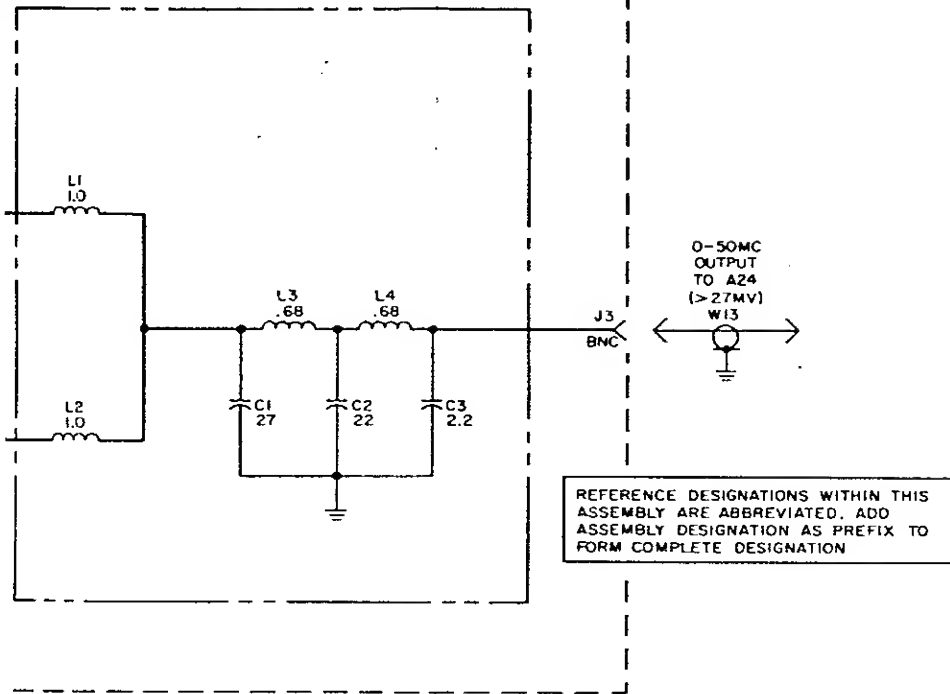 L1
1.0
L2
1.0
L3
.68
L4
.68
C1
27
C2
22
C3
2.2
J3
BNC
0-50MC
OUTPUT
TO A24
(>27MV)
W13
REFERENCE DESIGNATIONS WITHIN THIS
ASSEMBLY ARE ABBREVIATED. ADD
ASSEMBLY DESIGNATION AS PREFIX TO
FORM COMPLETE DESIGNATION